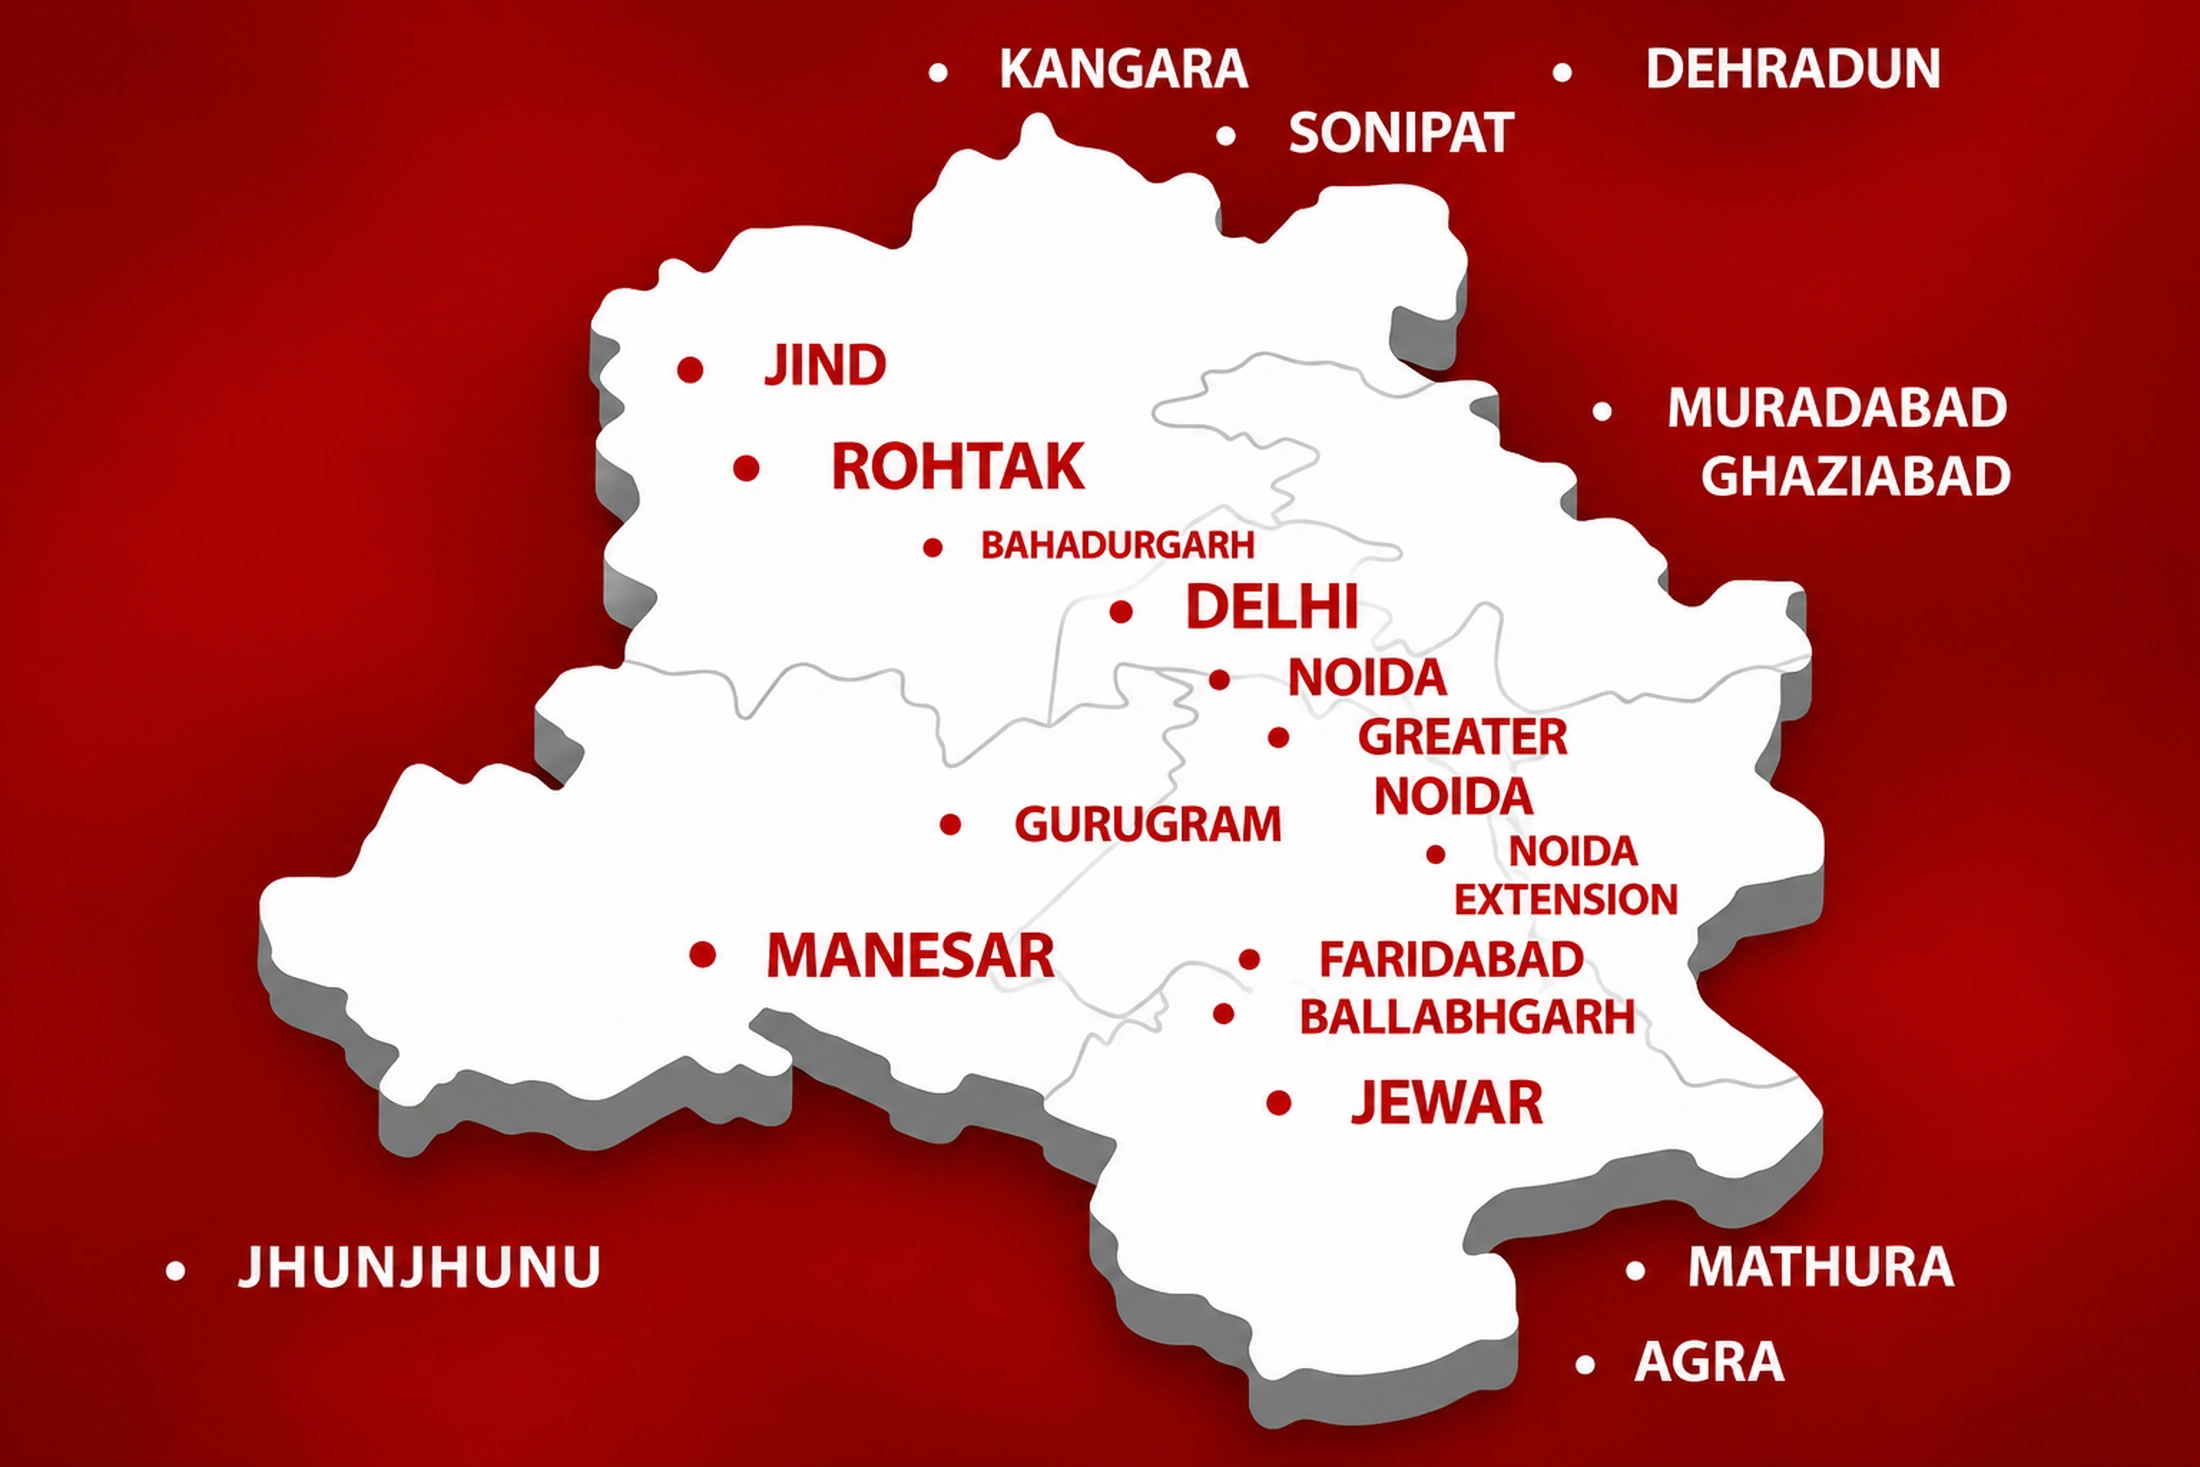 KANGARA
DEHRADUN
SONIPAT
JIND
MURADABAD
GHAZIABAD
ROHTAK
BAHADURGARH
DELHI
NOIDA
GREATER
NOIDA
GURUGRAM
NOIDA
EXTENSION
MANESAR
FARIDABAD
BALLABHGARH
JEWAR
JHUNJHUNU
MATHURA
AGRA